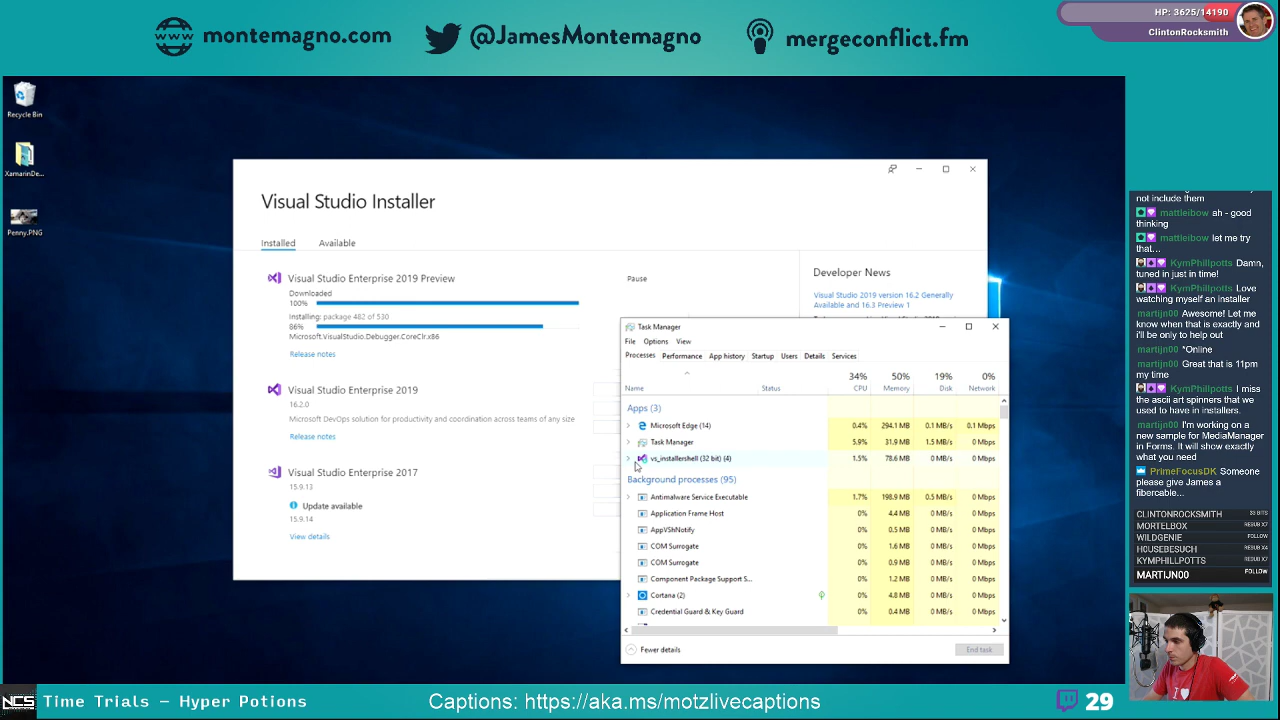 montemagno.com
@JamesMontemagno
mergeconflict.fm
HP: 3625/14190
ClintonRocksmith
Recycle Bin
XamarinDe...
Penny.PNG
Visual Studio Installer
Installed
Available
Visual Studio Enterprise 2019 Preview
Downloaded
100%
Installing: package 482 of 530
86%
Microsoft.VisualStudio.Debugger.CoreClr.x86
Release notes
Pause
Visual Studio Enterprise 2019
16.2.0
Microsoft DevOps solution for productivity and coordination across teams of any size
Release notes
Visual Studio Enterprise 2017
15.9.13
Update available
15.9.14
View details
Developer News
Visual Studio 2019 version 16.2 Generally
Available and 16.3 Preview 1
Task Manager
File Options View
Processes Performance App history Startup Users Details Services
34% 50% 19% 0%
Name Status CPU Memory Disk Network
Apps (3)
Microsoft Edge (14) 0.4% 294.1 MB 0.1 MB/s 0.1 Mbps
Task Manager 5.9% 31.9 MB 1.5 MB/s 0 Mbps
vs_installershell (32 bit) (4) 1.5% 78.6 MB 0 MB/s 0 Mbps
Background processes (95)
Antimalware Service Executable 1.7% 198.9 MB 0.5 MB/s 0 Mbps
Application Frame Host 0% 4.4 MB 0 MB/s 0 Mbps
AppVShNotify 0% 0.5 MB 0 MB/s 0 Mbps
COM Surrogate 0% 1.6 MB 0 MB/s 0 Mbps
COM Surrogate 0% 0.9 MB 0 MB/s 0 Mbps
Component Package Support S... 0% 1.2 MB 0 MB/s 0 Mbps
Cortana (2) 0% 4.8 MB 0 MB/s 0 Mbps
Credential Guard & Key Guard 0% 0.4 MB 0 MB/s 0 Mbps
Fewer details
End task
not include them
mattleibow ah - good
thinking
mattleibow let me try
that...
KymPhillpotts Damn,
tuned in just in time!
KymPhillpotts Love
watching myself an installer
martijn00 Awesome! Let me
know when that is exactly and
i'll be only to help out
martijn00 *Online
martijn00 Great that is 11pm
my time
KymPhillpotts I miss
the ascii art spinners that
we used to have in installers.
martijn00 I'm working on a
new sample for MediaManager
in Forms.
PrimeFocusDK Someone
please give James a
fibercable...
CLINTONROCKSMITH 33 BITS
MORTELBOX RESUB X7
WILDGENIE FOLLOW
HOUSEBESUCH RESUB X4
KYMPHILLPOTTS RESUB X7
MARTIJN00 FOLLOW
NCS
Time Trials – Hyper Potions
Captions: https://aka.ms/motzlivecaptions
29